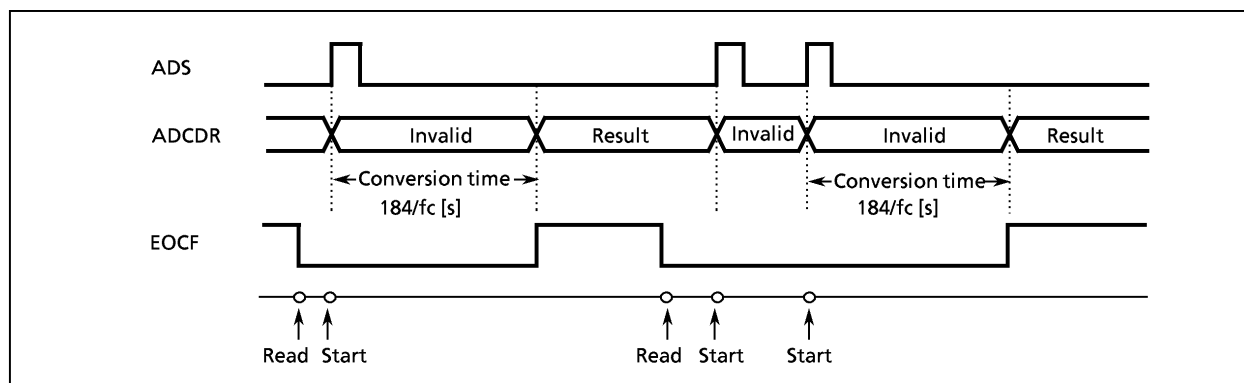 ADS
ADCDR
Invalid
Result
Invalid
Invalid
Result
Conversion time
184/fc [s]
Conversion time
184/fc [s]
EOCF
Read
Start
Read
Start
Start